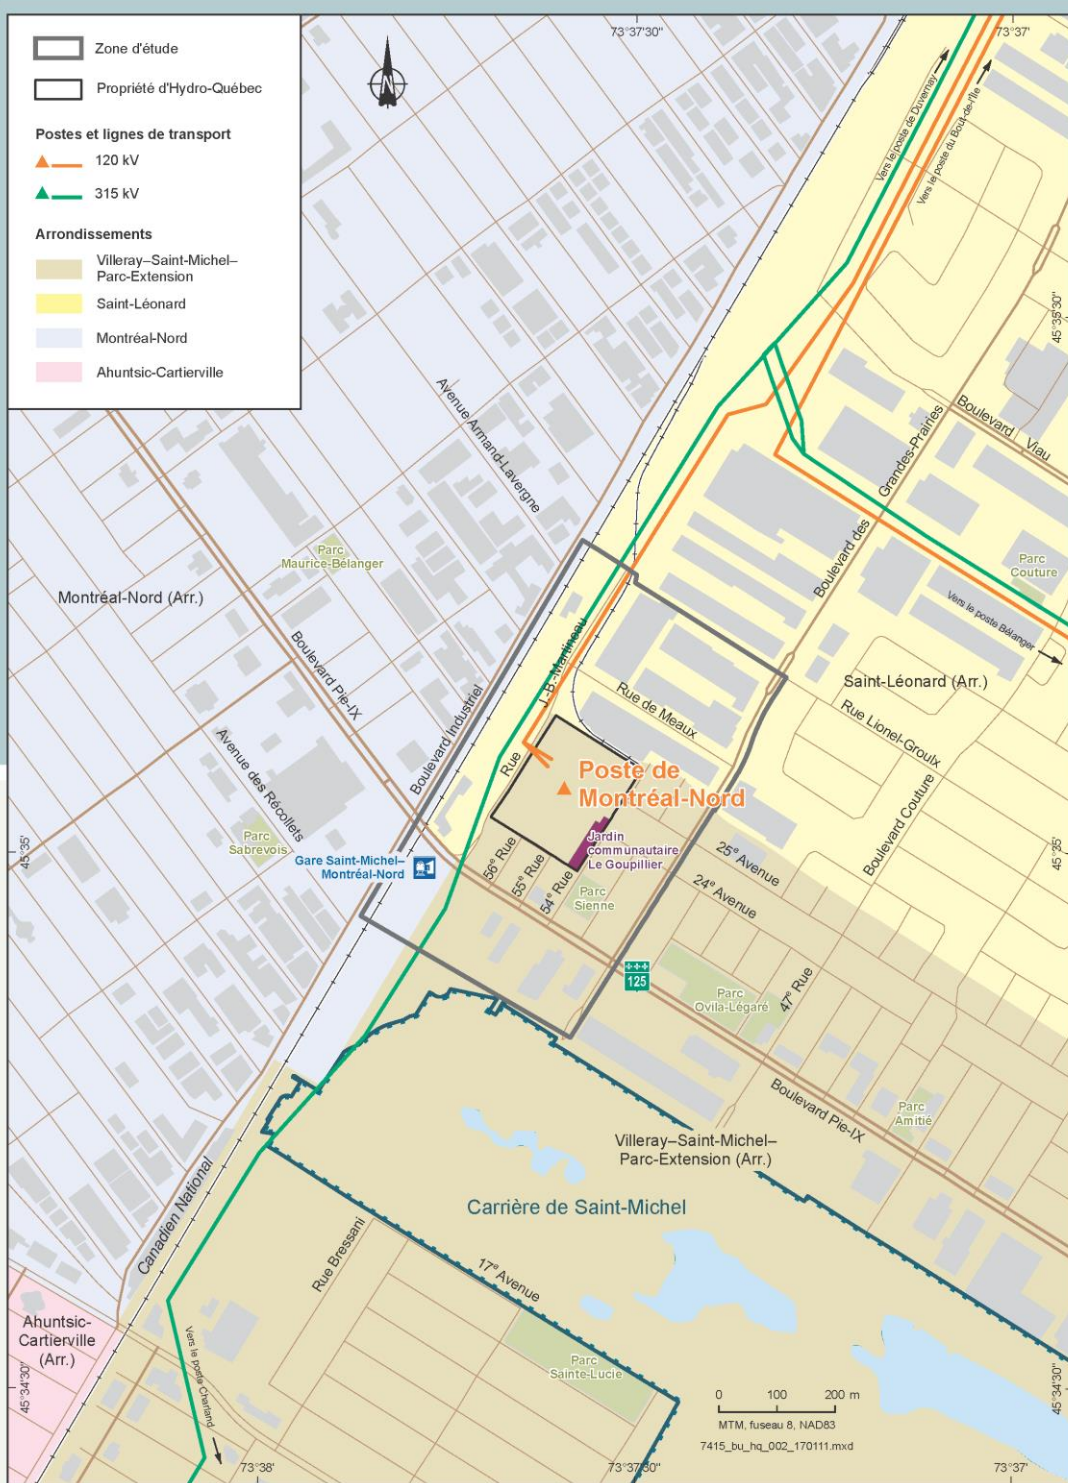 Zone d'étude
Propriété d'Hydro-Québec
Postes et lignes de transport
120 kV
315 kV
Arrondissements
Villeray–Saint-Michel–
Parc-Extension
Saint-Léonard
Montréal-Nord
Ahuntsic-Cartierville
N
73°37'30"
73°37'
Vers le poste de Duvernay
Vers le poste du Bout-de-l'Île
45°35'30"
Avenue Armand-Lavergne
Boulevard Viau
Boulevard des Grandes-Prairies
Parc
Maurice-Bélanger
Parc
Couture
Montréal-Nord (Arr.)
Vers le poste Bélanger
Boulevard Pie-IX
Rue J.-B.-Martineau
Saint-Léonard (Arr.)
Rue de Meaux
Boulevard Industriel
Rue Lionel-Groulx
Avenue des Récollets
Poste de
Montréal-Nord
Boulevard Couture
Parc
Sabrevois
Jardin
communautaire
Le Goupillier
45°35'
45°35'
Gare Saint-Michel–
Montréal-Nord
56e Rue
55e Rue
54e Rue
25e Avenue
24e Avenue
Parc
Sienne
125
Parc
Ovila-Légaré
47e Rue
Boulevard Pie-IX
Parc
Amitié
Villeray–Saint-Michel–
Parc-Extension (Arr.)
Canadien National
Carrière de Saint-Michel
Rue Bressani
17e Avenue
Ahuntsic-
Cartierville
(Arr.)
Vers le poste Charland
Parc
Sainte-Lucie
45°34'30"
45°34'30"
0 100 200 m
MTM, fuseau 8, NAD83
7415_bu_hq_002_170111.mxd
73°38'
73°37'30"
73°37'